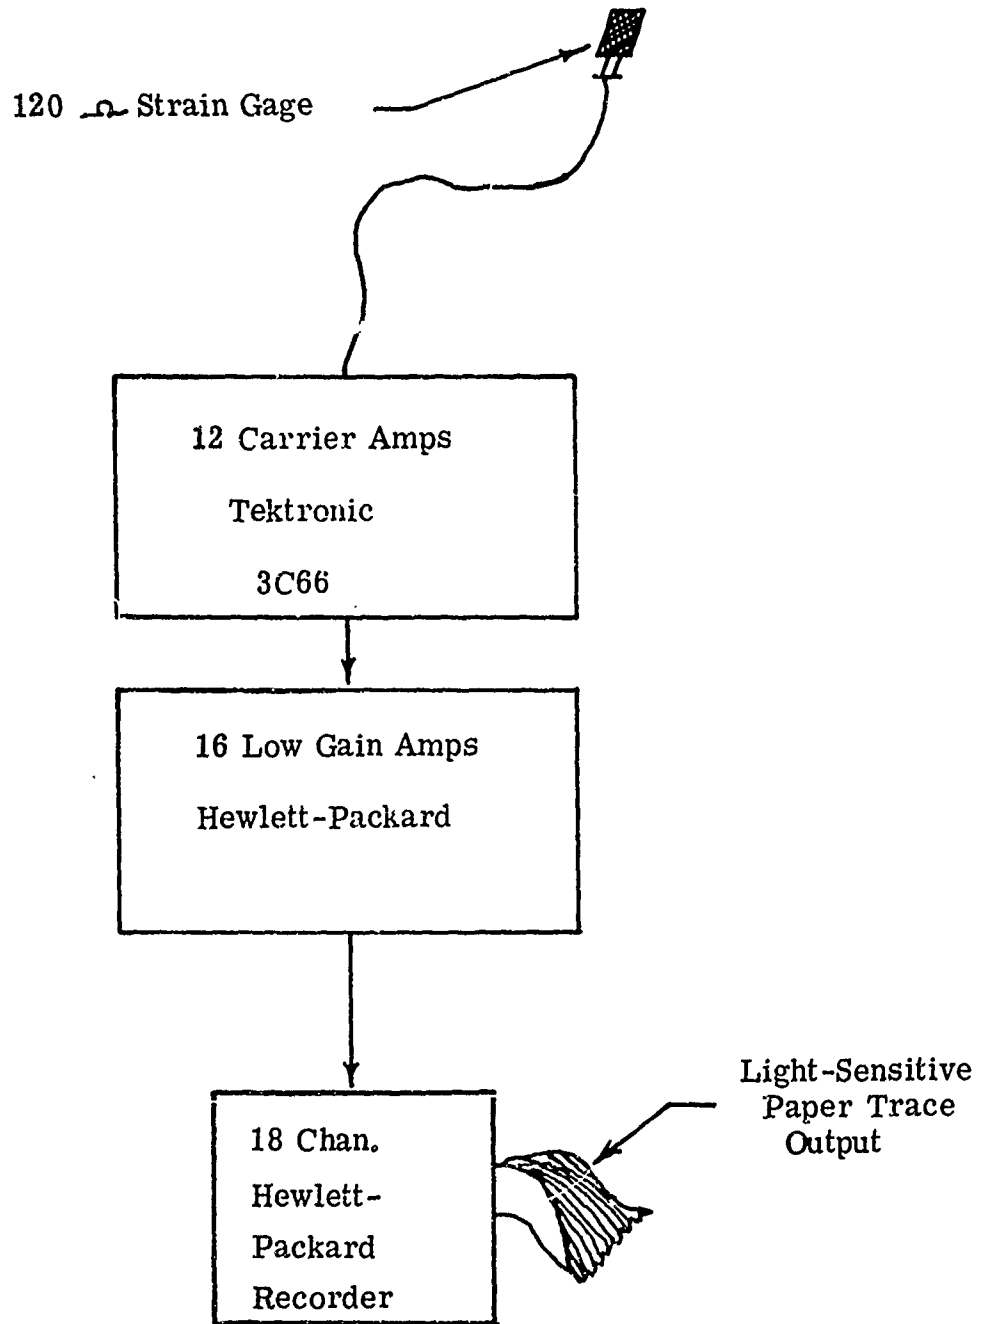 120 Ω Strain Gage
12 Carrier Amps
Tektronic
3C66
16 Low Gain Amps
Hewlett-Packard
18 Chan.
Hewlett-
Packard
Recorder
Light-Sensitive
Paper Trace
Output